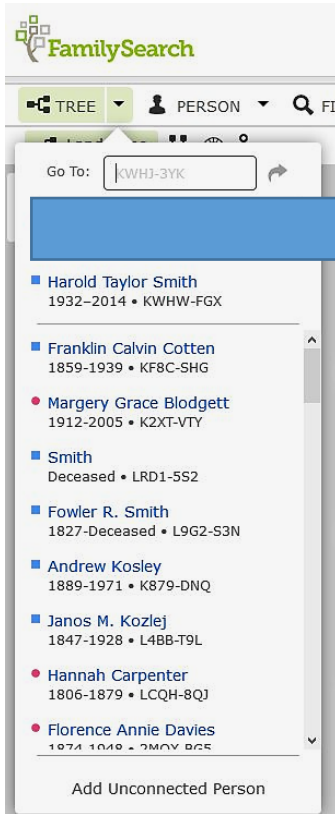 FamilySearch
TREE PERSON FI
Go To: KWHJ-3YK
Harold Taylor Smith
1932–2014 • KWHW-FGX
Franklin Calvin Cotten
1859-1939 • KF8C-SHG
Margery Grace Blodgett
1912-2005 • K2XT-VTY
Smith
Deceased • LRD1-5S2
Fowler R. Smith
1827-Deceased • L9G2-S3N
Andrew Kosley
1889-1971 • K879-DNQ
Janos M. Kozlej
1847-1928 • L4BB-T9L
Hannah Carpenter
1806-1879 • LCQH-8QJ
Florence Annie Davies
1874-1948 •
Add Unconnected Person